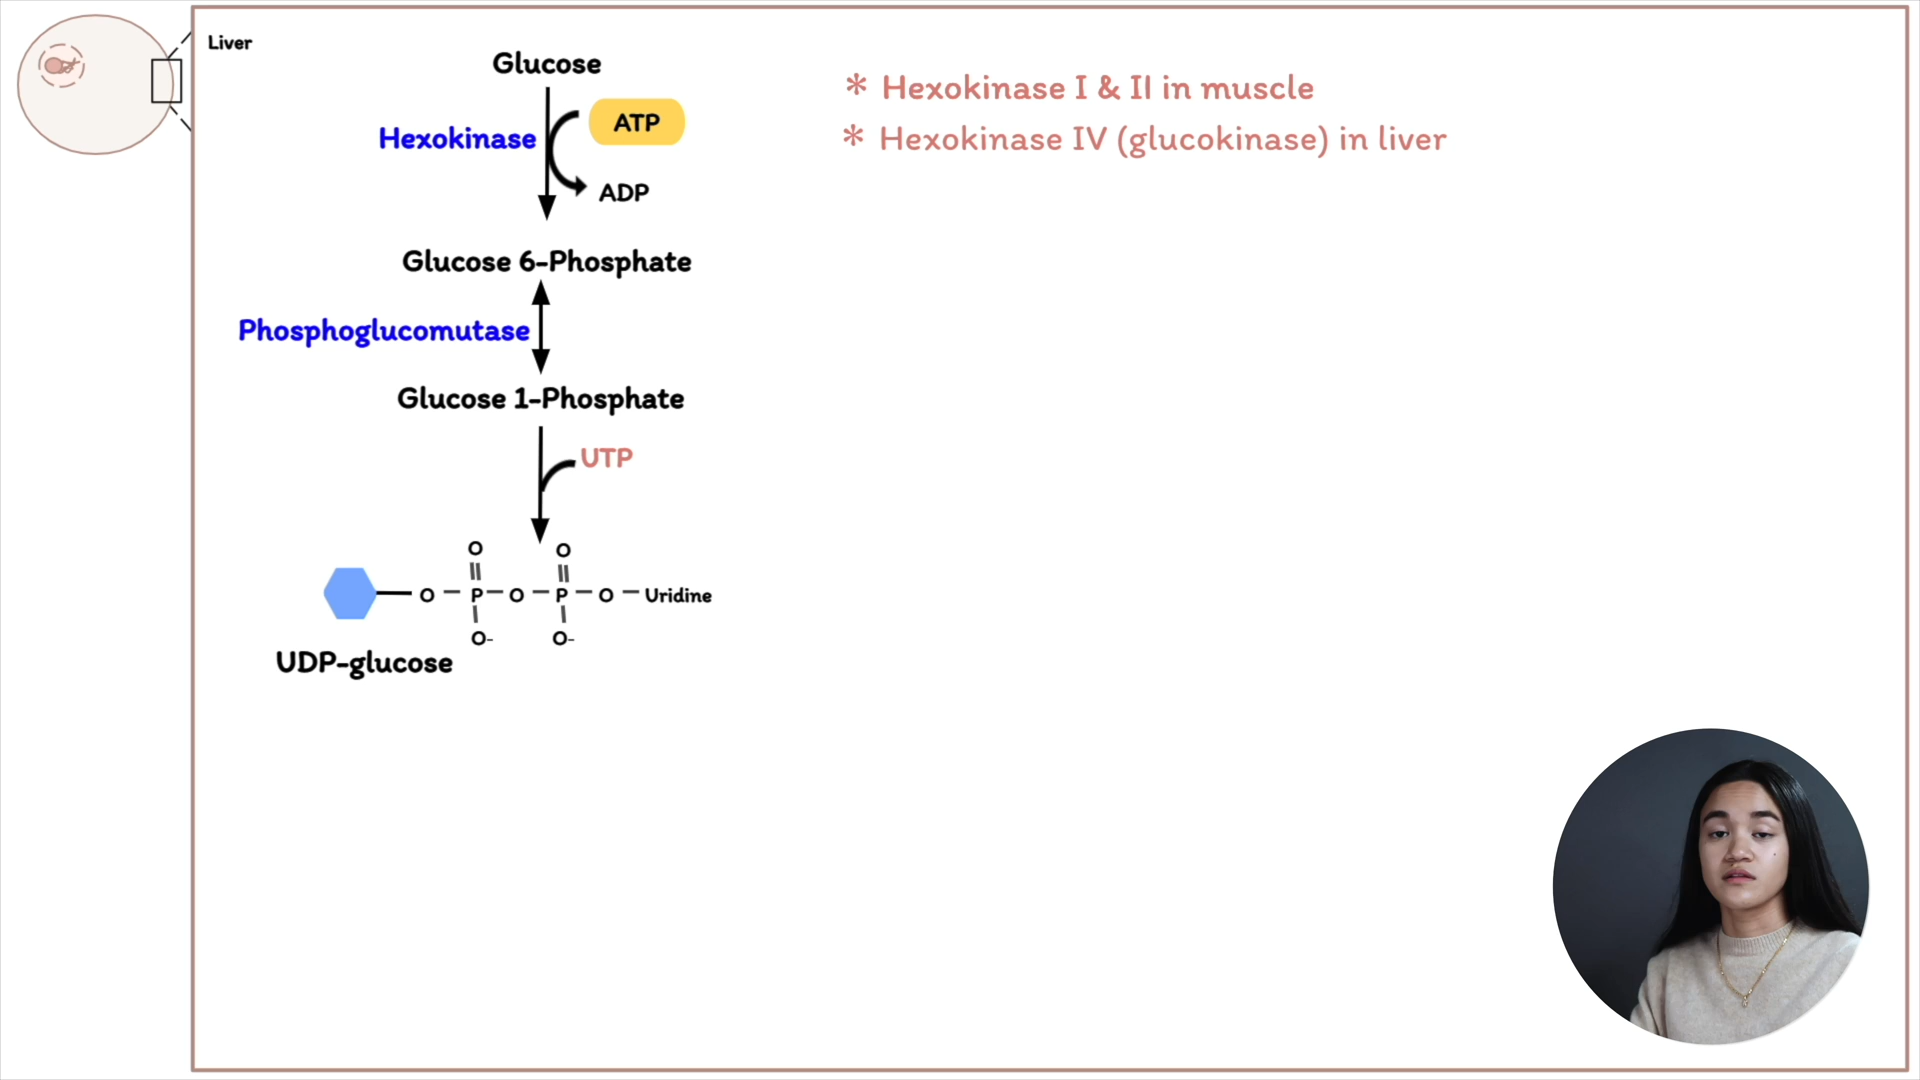 Liver
Glucose
* Hexokinase I & II in muscle
ATP
Hexokinase
* Hexokinase IV (glucokinase) in liver
ADP
Glucose 6-Phosphate
Phosphoglucomutase
Glucose 1-Phosphate
UTP
O O
O P O P O Uridine
O- O-
UDP-glucose